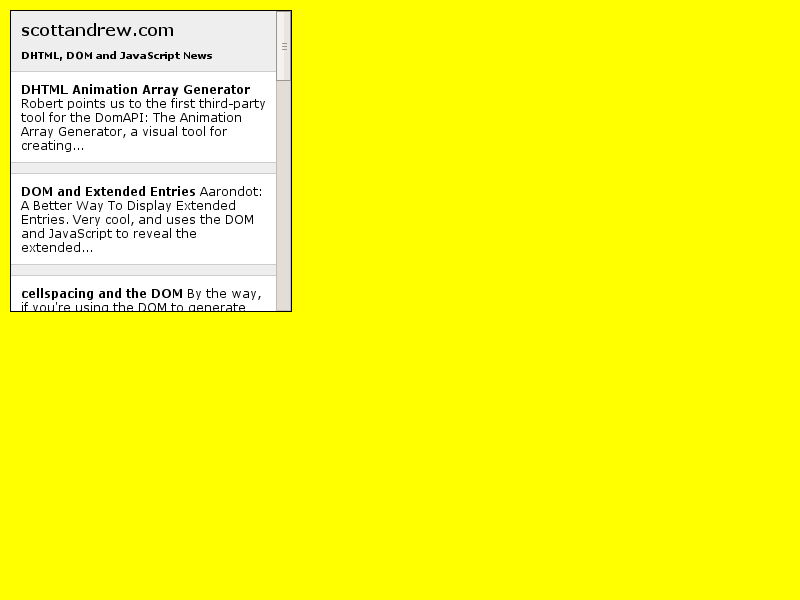 scottandrew.com
DHTML, DOM and JavaScript News
DHTML Animation Array Generator
Robert points us to the first third-party
tool for the DomAPI: The Animation
Array Generator, a visual tool for
creating...
DOM and Extended Entries Aarondot:
A Better Way To Display Extended
Entries. Very cool, and uses the DOM
and JavaScript to reveal the
extended...
cellspacing and the DOM By the way,
if you're using the DOM to generate